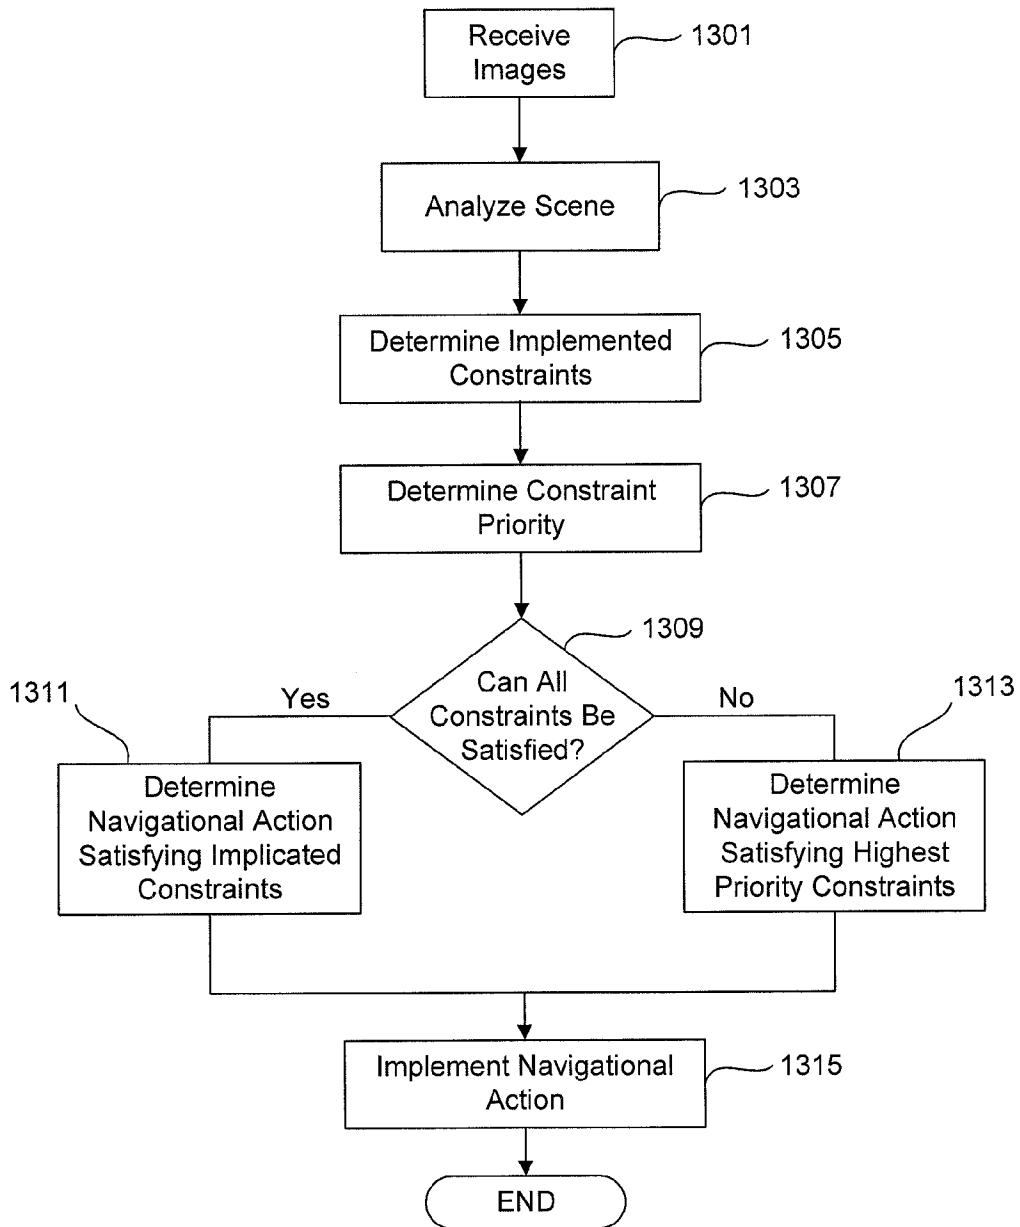 Receive
Images
1301
Analyze Scene
1303
Determine Implemented
Constraints
1305
Determine Constraint
Priority
1307
1309
Can All
Constraints Be
Satisfied?
Yes
No
1311
Determine
Navigational Action
Satisfying Implicated
Constraints
1313
Determine
Navigational Action
Satisfying Highest
Priority Constraints
Implement Navigational
Action
1315
END